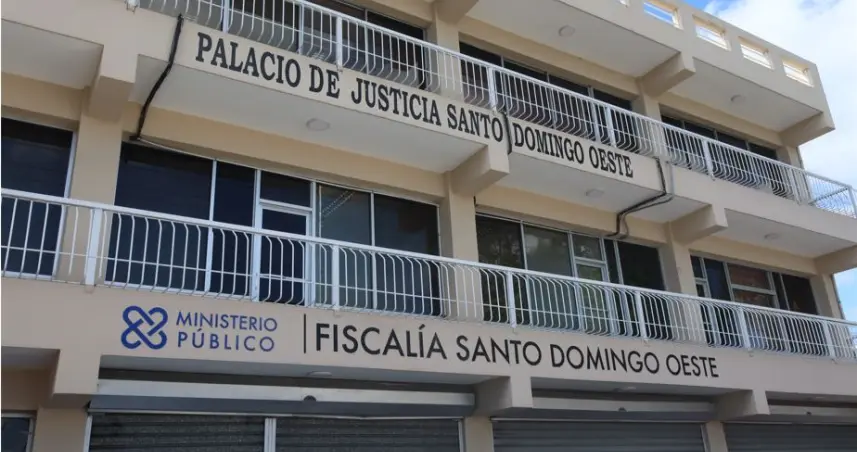 PALACIO DE JUSTICIA SANTO DOMINGO OESTE
MINISTERIO
PÚBLICO
FISCALÍA SANTO DOMINGO OESTE